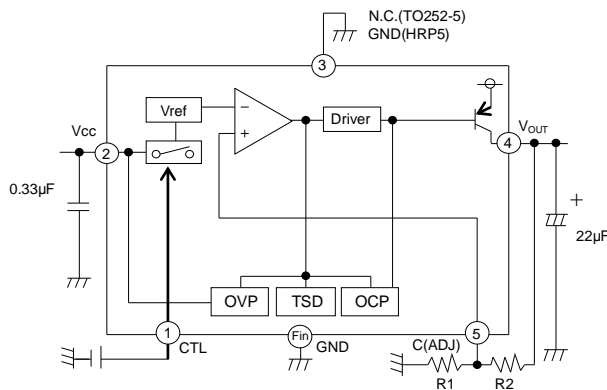 N.C.(TO252-5)
GND(HRP5)
3
Vref
−
+
Driver
Vcc
2
4
VOUT
0.33μF
+
22μF
OVP
TSD
OCP
1
CTL
Fin
GND
5
C(ADJ)
R1
R2